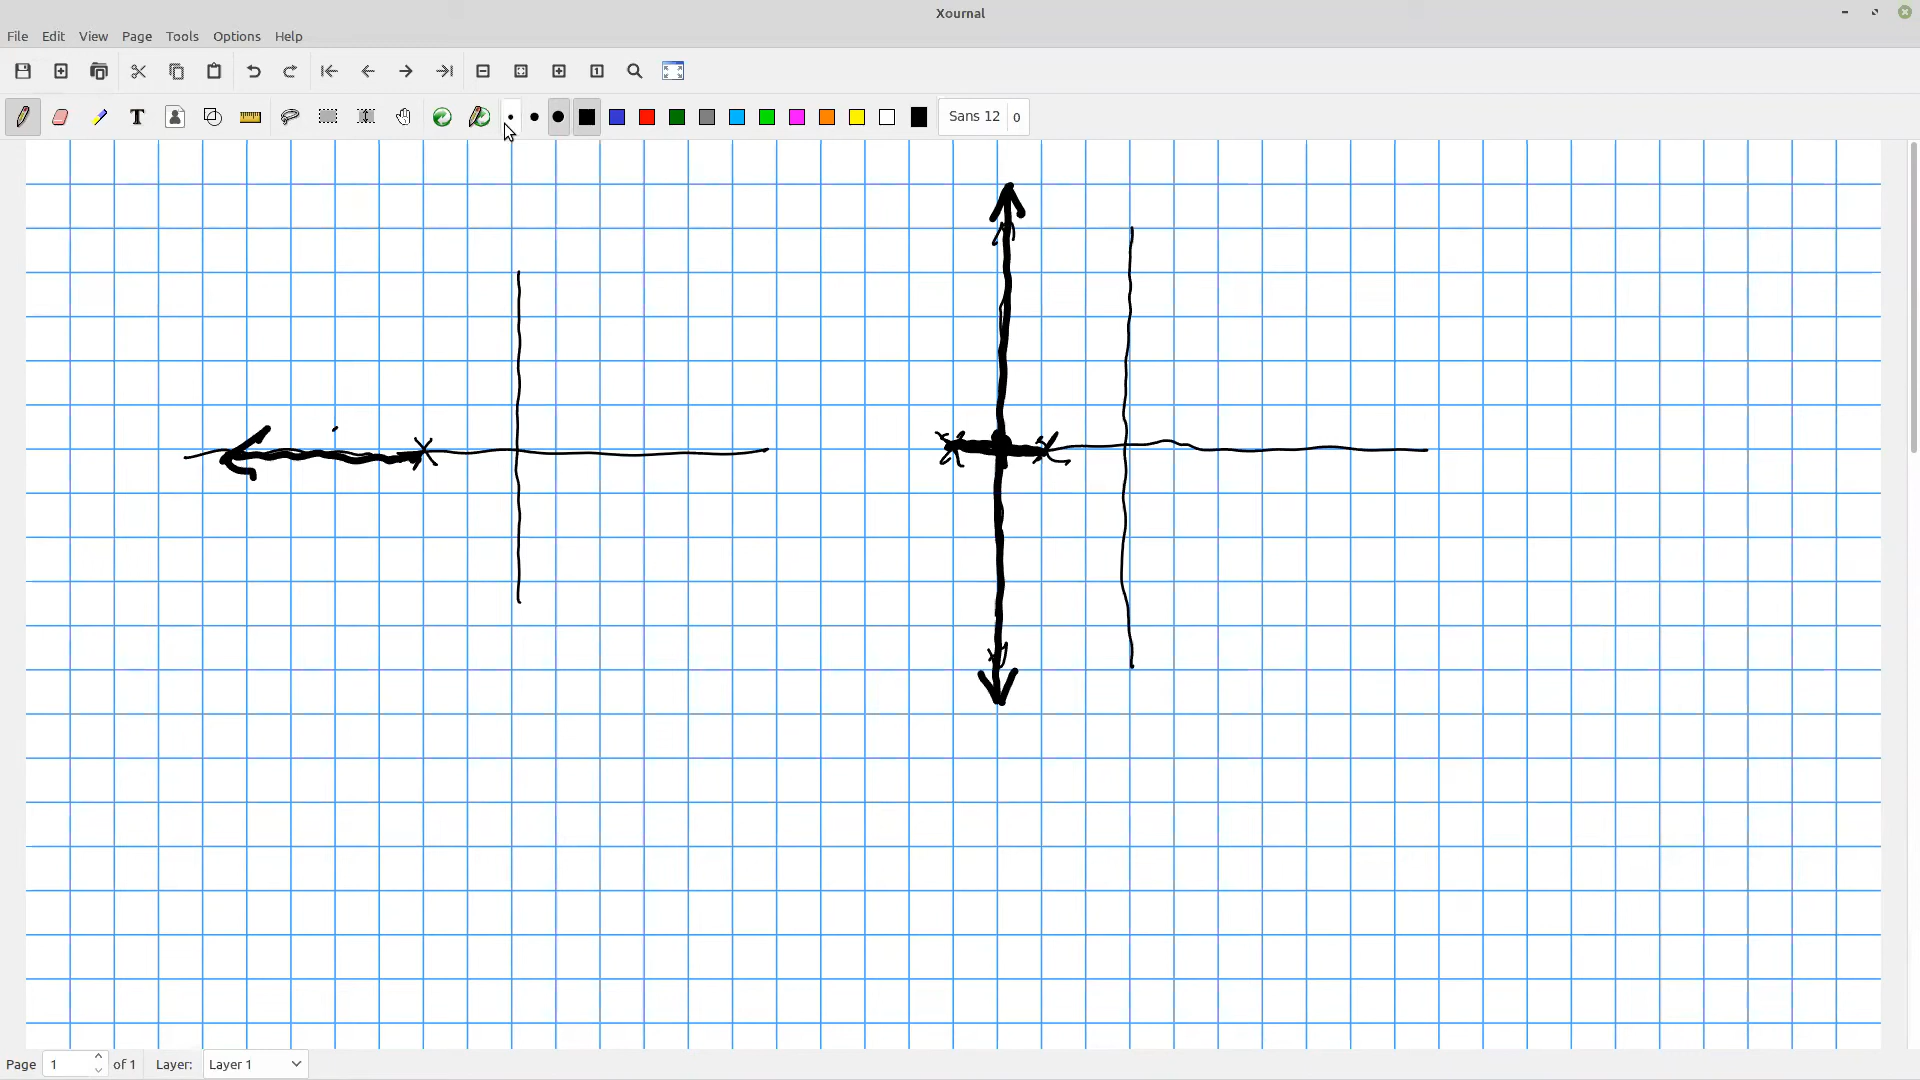 Xournal
File Edit View Page Tools Options Help
T Sans 12 0
Page 1 of 1 Layer: Layer 1